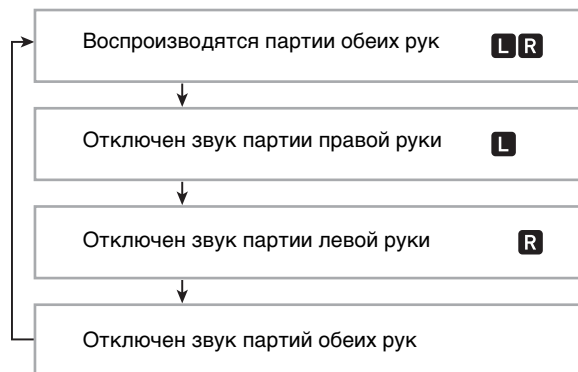 Воспроизводятся партии обеих рук L R
Отключен звук партии правой руки L
Отключен звук партии левой руки R
Отключен звук партий обеих рук